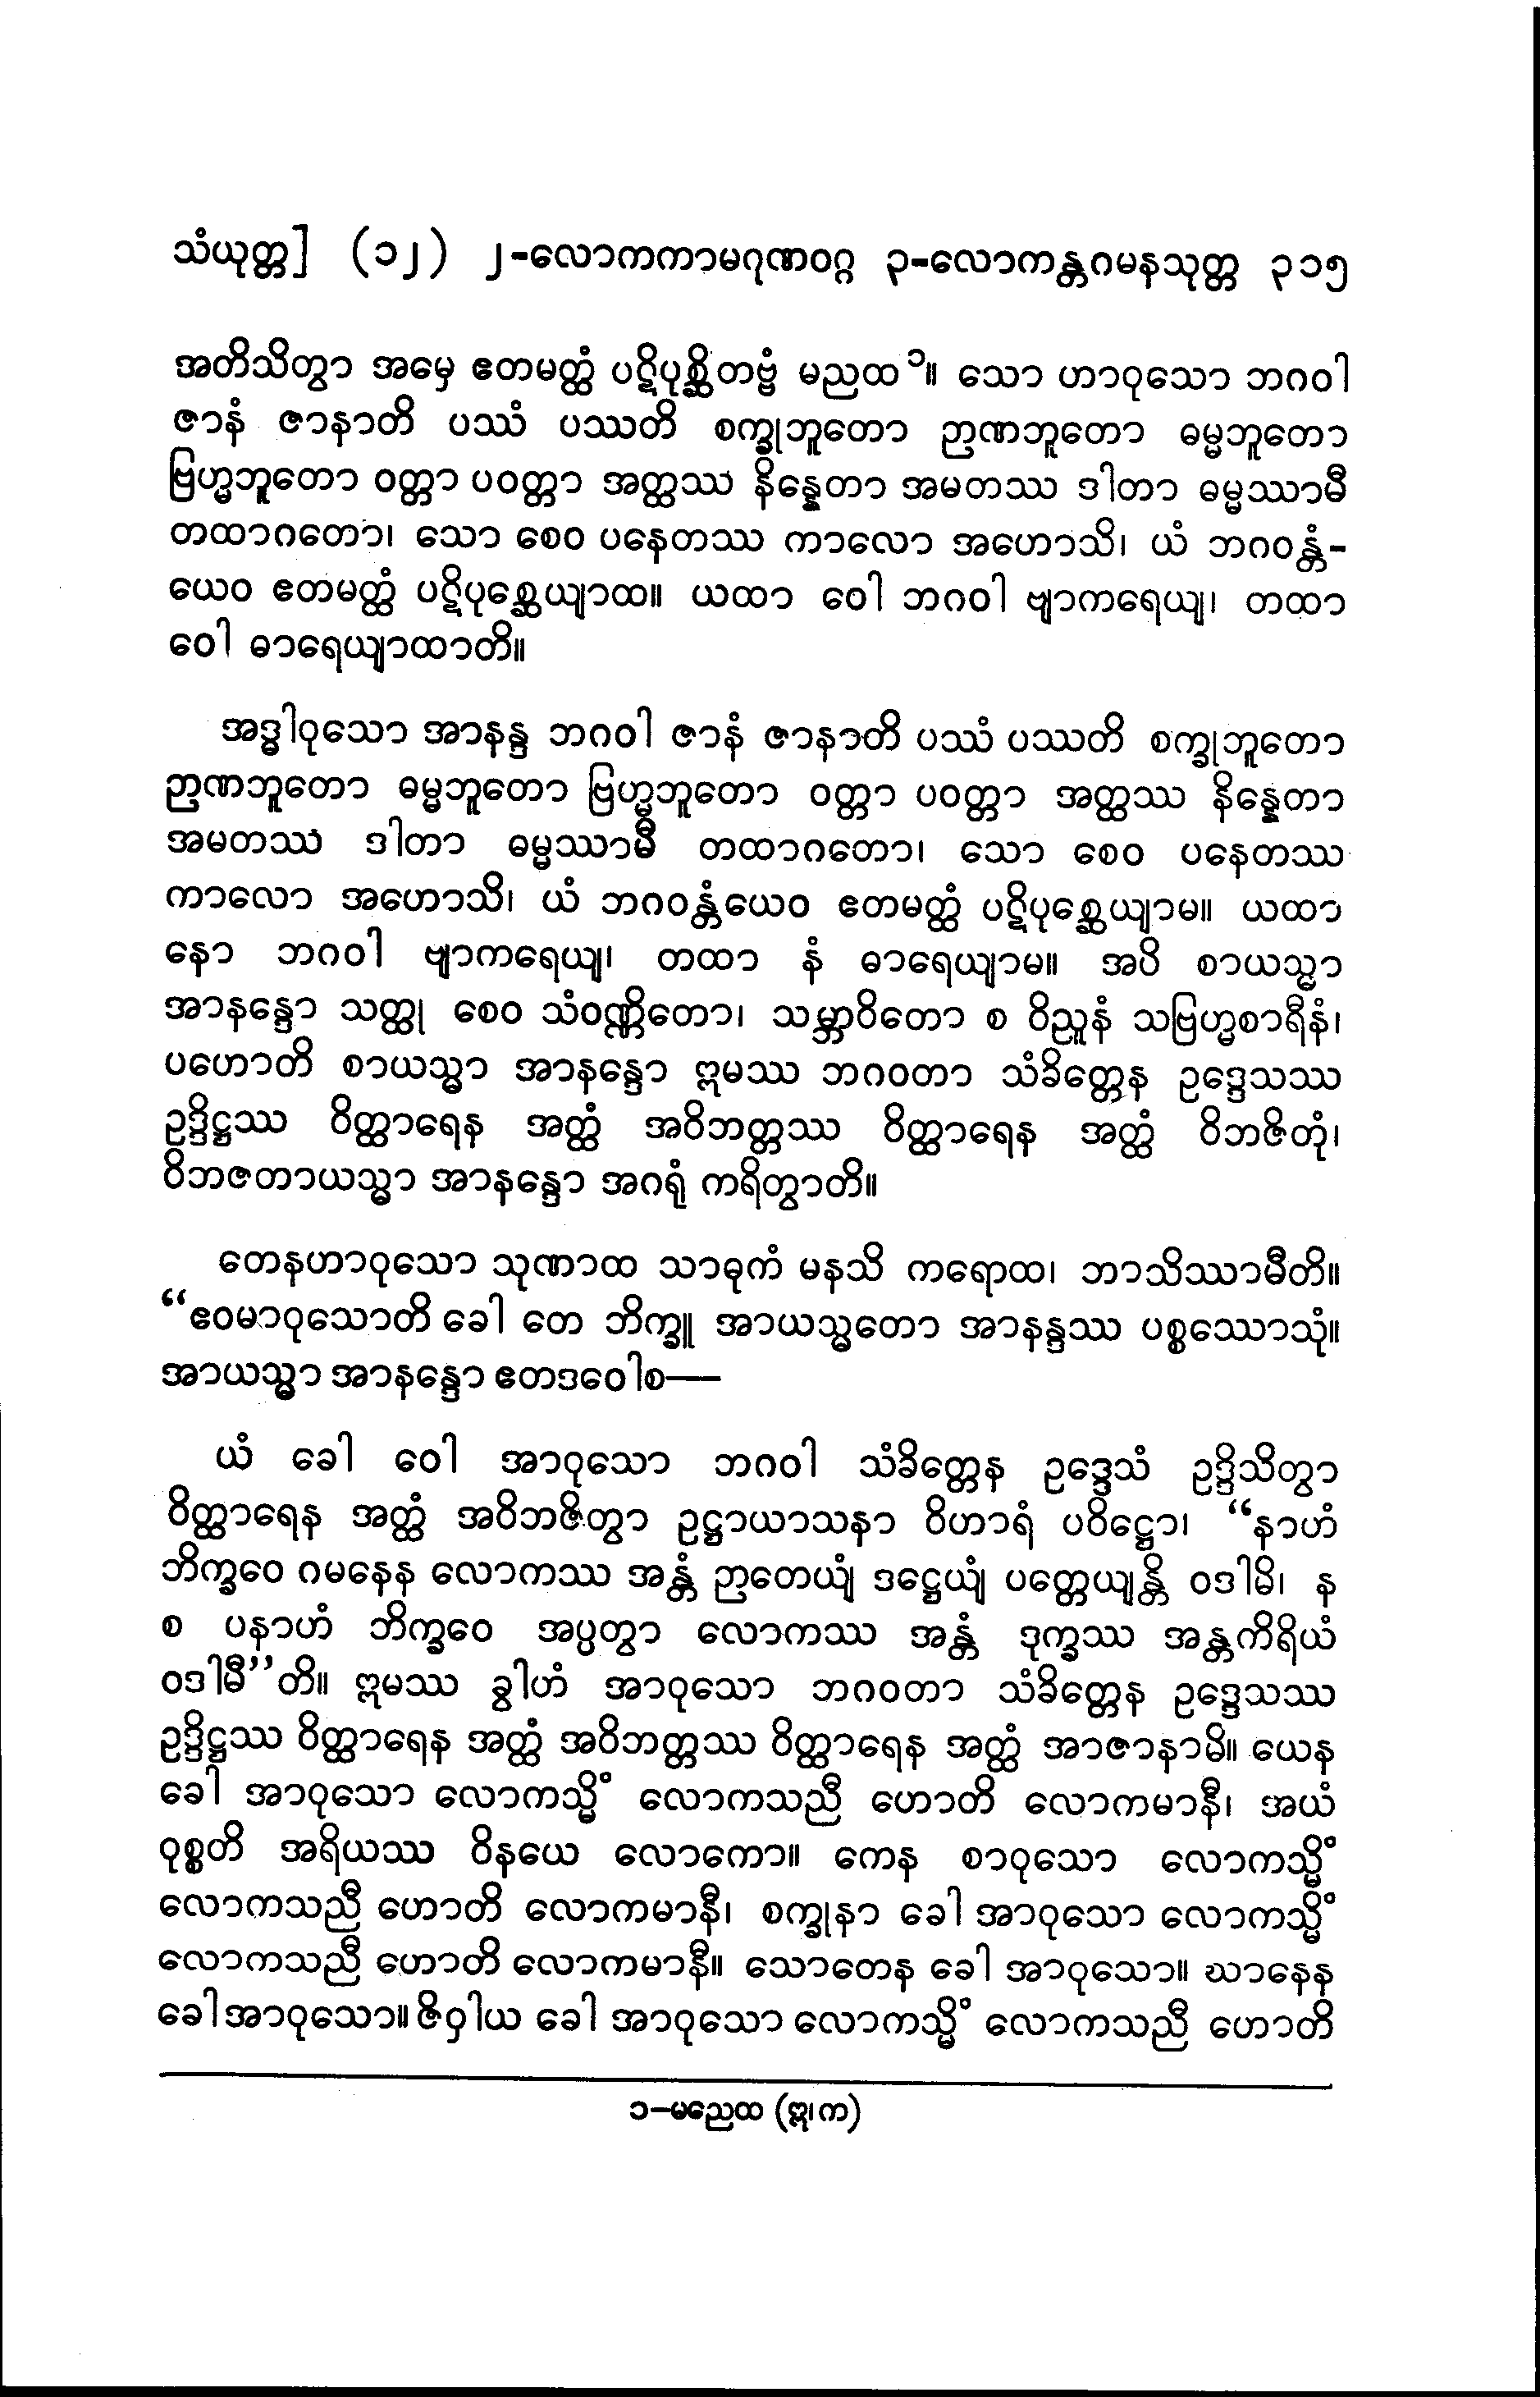 သံယုတ္တ] (၁၂) ၂-လောကကာမဂုဏဝဂ္ဂ ၃-လောကန္တဂမနသုတ္တ ၃၁၅
အတိသိတွာ အမှေ ဧတမတ္ထံ ပဋိပုစ္ဆိတဗ္ဗံ မညထ၁။ သော ဟာဝုသော ဘဂဝါ
ဇာနံ ဇာနာတိ ပဿံ ပဿတိ စက္ခုဘူတော ဉာဏဘူတော ဓမ္မဘူတော
ဗြဟ္မဘူတော ဝတ္တာ ပဝတ္တာ အတ္ထဿ နိန္နေတာ အမတဿ ဒါတာ ဓမ္မဿာမီ
တထာဂတော၊ သော စေဝ ပနေတဿ ကာလော အဟောသိ၊ ယံ ဘဂဝန္တံ-
ယေဝ ဧတမတ္ထံ ပဋိပုစ္ဆေယျာထ။ ယထာ ဝေါ ဘဂဝါ ဗျာကရေယျ၊ တထာ
ဝေါ ဓာရေယျာထာတိ။
အဒ္ဓါဝုသော အာနန္ဒ ဘဂဝါ ဇာနံ ဇာနာတိ ပဿံ ပဿတိ စက္ခုဘူတော
ဉာဏဘူတော ဓမ္မဘူတော ဗြဟ္မဘူတော ဝတ္တာ ပဝတ္တာ အတ္ထဿ နိန္နေတာ
အမတဿ ဒါတာ ဓမ္မဿာမီ တထာဂတော၊ သော စေဝ ပနေတဿ
ကာလော အဟောသိ၊ ယံ ဘဂဝန္တံယေဝ ဧတမတ္ထံ ပဋိပုစ္ဆေယျာမ။ ယထာ
နော ဘဂဝါ ဗျာကရေယျ၊ တထာ နံ ဓာရေယျာမ။ အပိ စာယသ္မာ
အာနန္ဒော သတ္ထု စေဝ သံဝဏ္ဏိတော၊ သမ္ဘာဝိတော စ ဝိညူနံ သဗြဟ္မစာရီနံ၊
ပဟောတိ စာယသ္မာ အာနန္ဒော ဣမဿ ဘဂဝတာ သံခိတ္တေန ဥဒ္ဒေသဿ
ဥဒ္ဒိဋ္ဌဿ ဝိတ္ထာရေန အတ္ထံ အဝိဘတ္တဿ ဝိတ္ထာရေန အတ္ထံ ဝိဘဇိတုံ၊
ဝိဘဇတာယသ္မာ အာနန္ဒော အဂရုံ ကရိတွာတိ။
တေနဟာဝုသော သုဏာထ သာဓုကံ မနသိ ကရောထ၊ ဘာသိဿာမီတိ။
“ဧဝမာဝုသောတိ ခေါ တေ ဘိက္ခူ အာယသ္မတော အာနန္ဒဿ ပစ္စဿောသုံ။
အာယသ္မာ အာနန္ဒော ဧတဒဝေါစ—
ယံ ခေါ ဝေါ အာဝုသော ဘဂဝါ သံခိတ္တေန ဥဒ္ဒေသံ ဥဒ္ဒိသိတွာ
ဝိတ္ထာရေန အတ္ထံ အဝိဘဇိတွာ ဥဋ္ဌာယာသနာ ဝိဟာရံ ပဝိဋ္ဌော၊ “နာဟံ
ဘိက္ခဝေ ဂမနေန လောကဿ အန္တံ ဉာတေယျံ ဒဋ္ဌေယျံ ပတ္တေယျန္တိ ဝဒါမိ၊ န
စ ပနာဟံ ဘိက္ခဝေ အပ္ပတွာ လောကဿ အန္တံ ဒုက္ခဿ အန္တကိရိယံ
ဝဒါမီ”တိ။ ဣမဿ ခွါဟံ အာဝုသော ဘဂဝတာ သံခိတ္တေန ဥဒ္ဒေသဿ
ဥဒ္ဒိဋ္ဌဿ ဝိတ္ထာရေန အတ္ထံ အဝိဘတ္တဿ ဝိတ္ထာရေန အတ္ထံ အာဇာနာမိ။ ယေန
ခေါ အာဝုသော လောကသ္မိံ လောကသညီ ဟောတိ လောကမာနီ၊ အယံ
ဝုစ္စတိ အရိယဿ ဝိနယေ လောကော။ ကေန စာဝုသော လောကသ္မိံ
လောကသညီ ဟောတိ လောကမာနီ၊ စက္ခုနာ ခေါ အာဝုသော လောကသ္မိံ
လောကသညီ ဟောတိ လောကမာနီ။ သောတေန ခေါ အာဝုသော။ ဃာနေန
ခေါ အာဝုသော။ ဇိဝှါယ ခေါ အာဝုသော လောကသ္မိံ လောကသညီ ဟောတိ
၁-မညေထ (ဣ၊က)